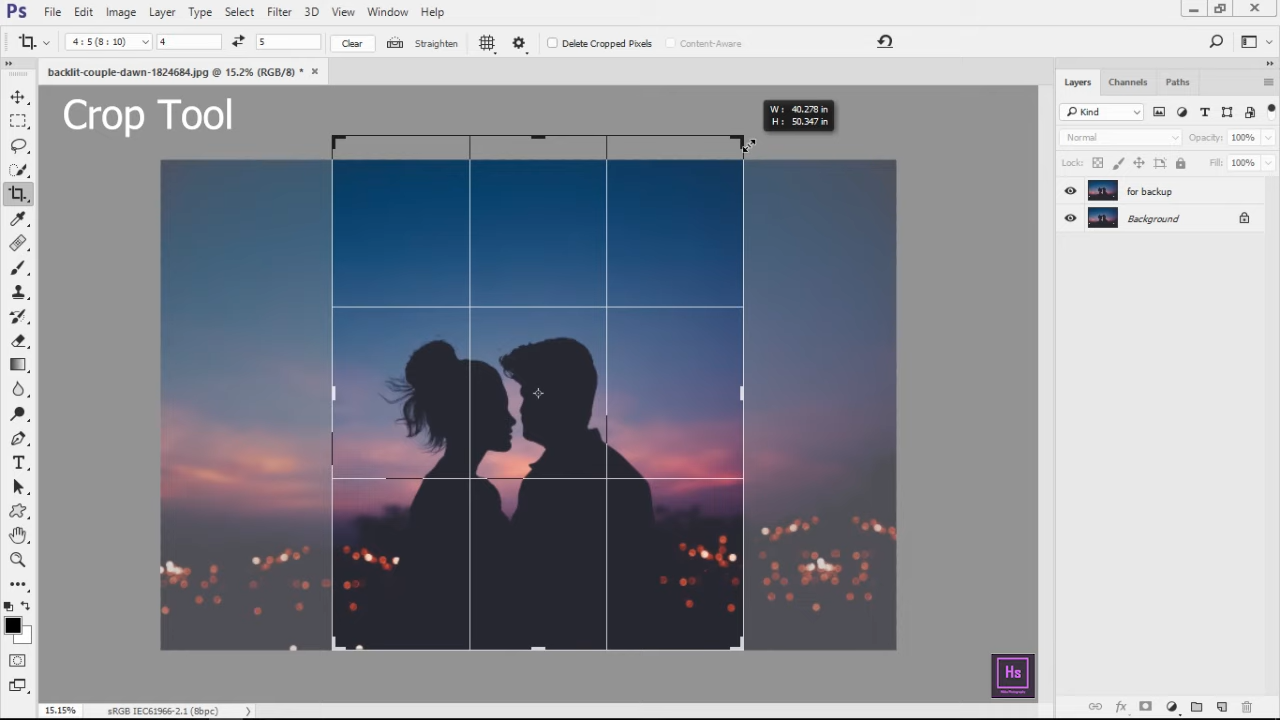 Ps File Edit Image Layer Type Select Filter 3D View Window Help
4 : 5 (8 : 10) 4 5 Clear Straighten Delete Cropped Pixels Content-Aware
backlit-couple-dawn-1824684.jpg @ 15.2% (RGB/8) * ×
Crop Tool
W : 40.278 in
H : 50.347 in
Layers Channels Paths
Kind
Normal Opacity: 100%
Lock: Fill: 100%
for backup
Background
Hs
15.15% sRGB IEC61966-2.1 (8bpc)